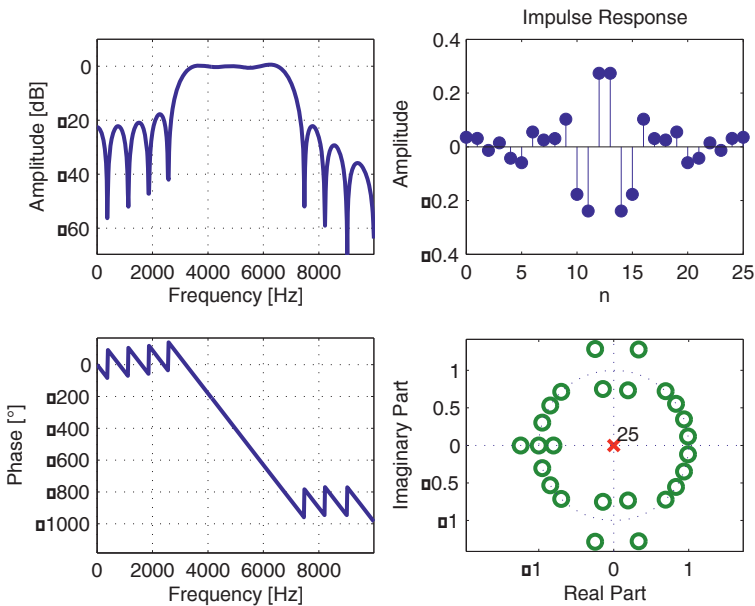 Impulse Response
0
▯20
▯40
▯60
Amplitude [dB]
0 2000 4000 6000 8000
Frequency [Hz]
0.4
0.2
0
▯0.2
▯0.4
Amplitude
0 5 10 15 20 25
n
0
▯200
▯400
▯600
▯800
▯1000
Phase [°]
0 2000 4000 6000 8000
Frequency [Hz]
1
0.5
0
▯0.5
▯1
Imaginary Part
25
▯1 0 1
Real Part